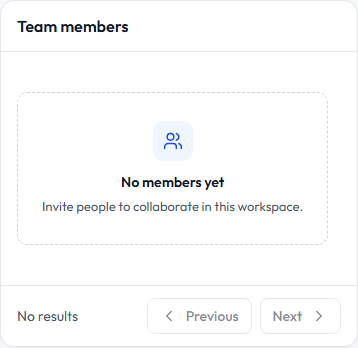 Team members
No members yet
Invite people to collaborate in this workspace.
No results
Previous
Next